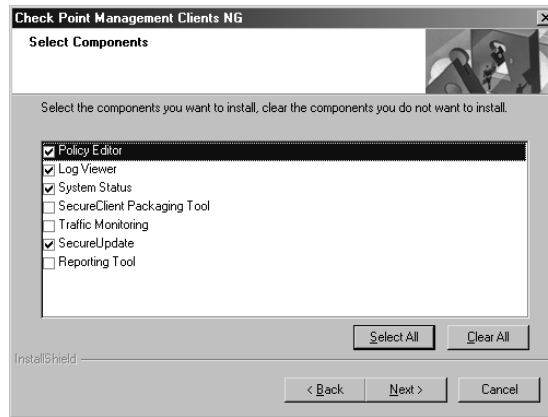 Check Point Management Clients NG
Select Components
Select the components you want to install, clear the components you do not want to install.
Policy Editor
Log Viewer
System Status
SecureClient Packaging Tool
Traffic Monitoring
SecureUpdate
Reporting Tool
Select All
Clear All
InstallShield
< Back
Next >
Cancel